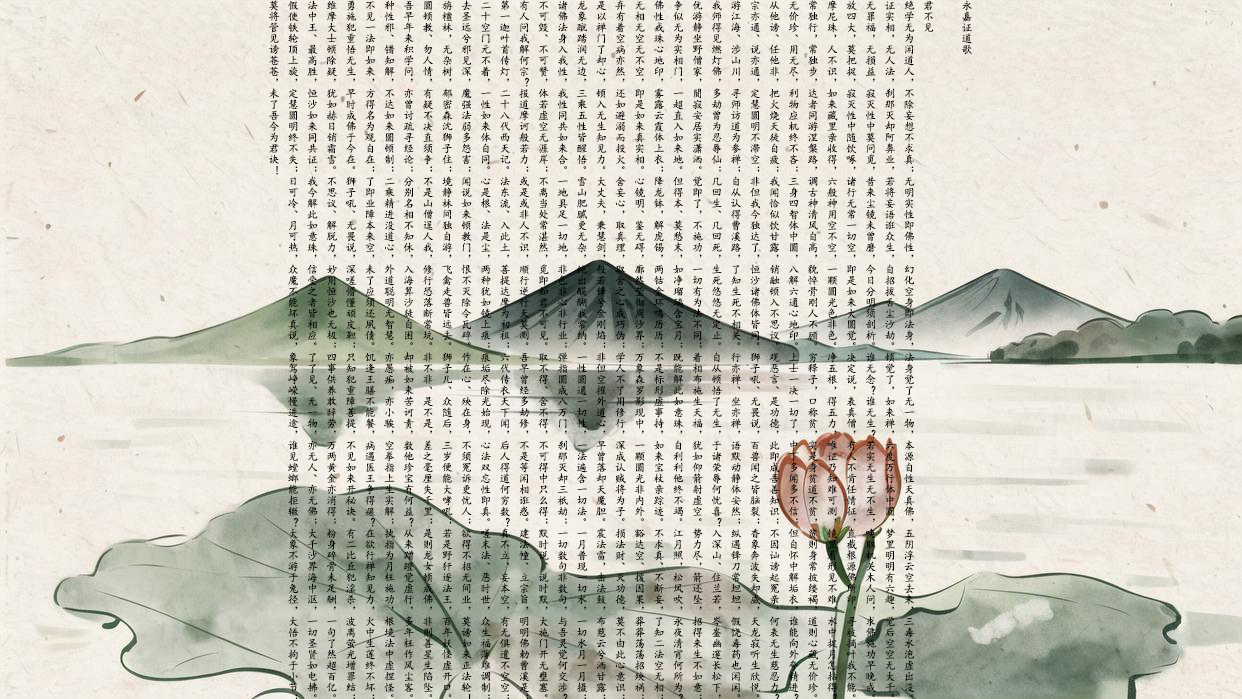 永嘉证道歌
君不见
绝学无为闲道人，不除妄想不求真；无明实性即佛性，幻化空身即法身，法身觉了无一物，本源自性天真佛，五阴浮云空去来，三毒水泡虚出没。
证实相，无人法，刹那灭却阿鼻业，若将妄语诳众生，自招拔舌尘沙劫。顿觉了，如来禅，六度万行体中圆，梦里明明有六趣，觉后空空无大千。
无罪福，无损益，寂灭性中莫问觅，昔来尘镜未曾磨，今日分明须剖析。谁无念？谁无生？若实无生无不生，唤取机关木人问，求佛施功早晚成。
放四大，莫把捉，寂灭性中随饮啄，诸行无常一切空，即是如来大圆觉。决定说，表真僧，有人不肯任情征，直截根源佛所印，寻枝摘叶我不能。
摩尼珠，人不识，如来藏里亲收得，六般神用空不空，一颗圆光色非色。净五根，得五力，唯证乃知难可测，镜里看形见不难，水中捉月怎拈得。
常独行，常独步，达者同游涅槃路，调古神清风自高，貌悴骨刚人不顾。穷释子，口称贫，实是身贫道不贫，贫则身常披缕褐，道则心藏无价珍。
无价珍，用无尽，利物应机终不吝；三身四智体中圆，八解六通心地印。上士一决一切了，中下多闻多不信，但自怀中解垢衣，谁能向外夸精进。
从他谤、任他非，把火烧天徒自疲，我闻恰似饮甘露，销融顿入不思议。观恶言、是功德，此即成吾善知识，不因讪谤起冤亲，何表无生慈忍力？
宗亦通、说亦通，定慧圆明不滞空；非但我今独达了，恒沙诸佛体皆同。狮子吼、无畏说，百兽闻之皆脑裂，香象奔波失却威，天龙寂听生欣悦。
游江海，涉山川，寻师访道为参禅；自从认得曹溪路，了知生死不相关。行亦禅、坐亦禅，语默动静体安然；纵遇锋刀常坦坦，假饶毒药也闲闲。
我师得见燃灯佛，多劫曾为忍辱仙；几回生、几回死，生死悠悠无定止。自从顿悟了无生，于诸荣辱何忧喜？入深山、住兰若，岑崟幽邃长松下，
优游静坐野僧家，阒寂安居实潇洒。觉即了，不施功，一切有为法不同。住相布施生天福，犹如仰箭射虚空。势力尽、箭还坠，招得来生不如意，
争似无为实相门，一超直入如来地。但得本、莫愁末，如净琉璃含宝月，既能解此如意珠，自利利他终不竭。江月照、松风吹，永夜清宵何所为？
佛性戒珠心地印，雾露云霞体上衣；降龙钵、解虎锡，两钴金环鸣历历；不是标形虚事持，如来宝杖亲踪迹。不求真、不断妄，了知二法空无相，
无相无空无不空，即是如来真实相。心镜明、鉴无碍，廓然莹彻周沙界，万象森罗影现中，一颗圆光非内外。豁达空、拨因果，莽莽荡荡招殃祸，
弃有着空病亦然，还如避溺而投火。舍妄心、取真理，取舍之心成巧伪，学人不了用修行，深成认贼将为子。损法财、灭功德，莫不由此心意识，
是以禅门了却心，顿入无生知见力。大丈夫、秉慧剑，般若锋兮金刚焰，非但空摧外道心，早曾落却天魔胆。震法雷、击法鼓，布慈云兮洒甘露，
龙象蹴踏润无边，三乘五性皆醒悟。雪山肥腻更无杂，纯出醍醐我常纳，一性圆通一切性，一法遍含一切法。一月普现一切水，一切水月一月摄，
诸佛法身入我性，我性同共如来合。一地具足一切地，非色非心非行业，弹指圆成八万门，刹那灭却三祇劫，一切数句非数句，与吾灵觉何交涉？
不可毁、不可赞，体若虚空无涯岸，不离当处常湛然，觅即知君不可见。取不得、舍不得，不可得中只么得，默时说、说时默，大施门开无壅塞。
有人问我解何宗？报道摩诃般若力；或是或非人不识，顺行逆行天莫测。吾早曾经多劫修，不是等闲相诳惑，建法幢、立宗旨，明明佛敕曹溪是。
第一迦叶首传灯，二十八代西天记。法东流、入此土，菩提达摩为初祖，六代传衣天下闻，后人得道何穷数？真不立、妄本空，有无俱遣不空空；
二十空门元不着，一性如来体自同。心是根、法是尘，两种犹如镜上痕；痕垢尽除光始现，心法双忘性即真。嗟末法、恶时世，众生福薄难调制；
去圣远兮邪见深，魔强法弱多怨害；闻说如来顿教门，恨不灭除令瓦碎。作在心、殃在身，不须冤诉更忧人；欲得不招无间业，莫谤如来正法轮。
旃檀林，无杂树，郁密森沈狮子住，境静林间独自游，飞禽走兽皆远去。狮子儿、众随后，三岁便能大哮吼；若是野犴逐法王，百年妖怪虚开口。
圆顿教、勿人情，有疑不决直须争；不是山僧逞人我，修行恐落断常坑。非不非、是不是，差之毫厘失千里；是则龙女顿成佛，非则善星生陷坠。
吾早年来积学问，亦曾讨疏寻经论；分别名相不知休，入海算沙徒自困。却被如来苦诃责，数他珍宝有何益？从来蹭蹬觉虚行，多年枉作风尘客。
种性邪、错知解，不达如来圆顿制；二乘精进没道心，外道聪明无智慧。亦愚痴、亦小騃，空拳指上生实解；执指为月枉施功，根境法中虚捏怪。
不见一法即如来，方得名为观自在；了即业障本来空，未了应须还夙债。饥逢王膳不能餐，病遇医王争得瘥？在欲行禅知见力，火中生莲终不坏；
勇施犯重悟无生，早时成佛于今在。狮子吼、无畏说，深嗟懵懂顽皮靼；只知犯重障菩提，不见如来开秘诀。有二比丘犯淫杀，波离萤光增罪结；
维摩大士顿除疑，犹如赫日销霜雪。不思议、解脱力，妙用恒沙也无极；四事供养敢辞劳，万两黄金亦消得。粉身碎骨未足酬，一句了然超百亿。
法中王、最高胜，恒沙如来同共证；我今解此如意珠，信受之者皆相应。了了见、无一物，亦无人、亦无佛；大千沙界海中沤，一切圣贤如电拂。
假使铁轮顶上旋，定慧圆明终不失；日可冷、月可热，众魔不能坏真说；象驾峥嵘慢进途，谁见螳螂能拒辙？大象不游于兔径，大悟不拘于小节
莫将管见谤苍苍，未了吾今为君诀！